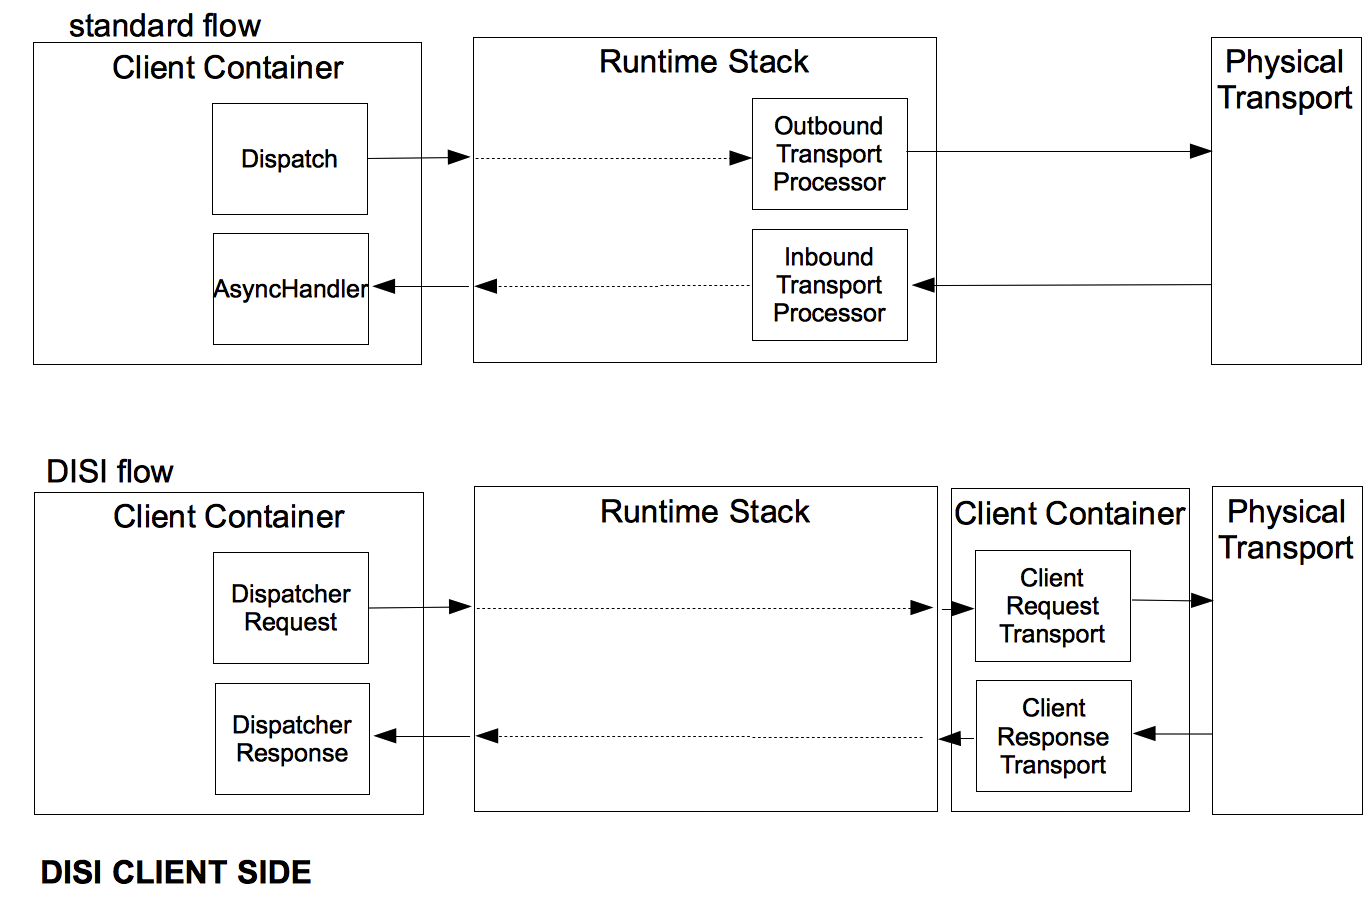 standard flow
Client Container
Runtime Stack
Physical
Transport
Dispatch
Outbound
Transport
Processor
AsyncHandler
Inbound
Transport
Processor
DISI flow
Client Container
Runtime Stack
Client Container
Physical
Transport
Dispatcher
Request
Client
Request
Transport
Dispatcher
Response
Client
Response
Transport
DISI CLIENT SIDE